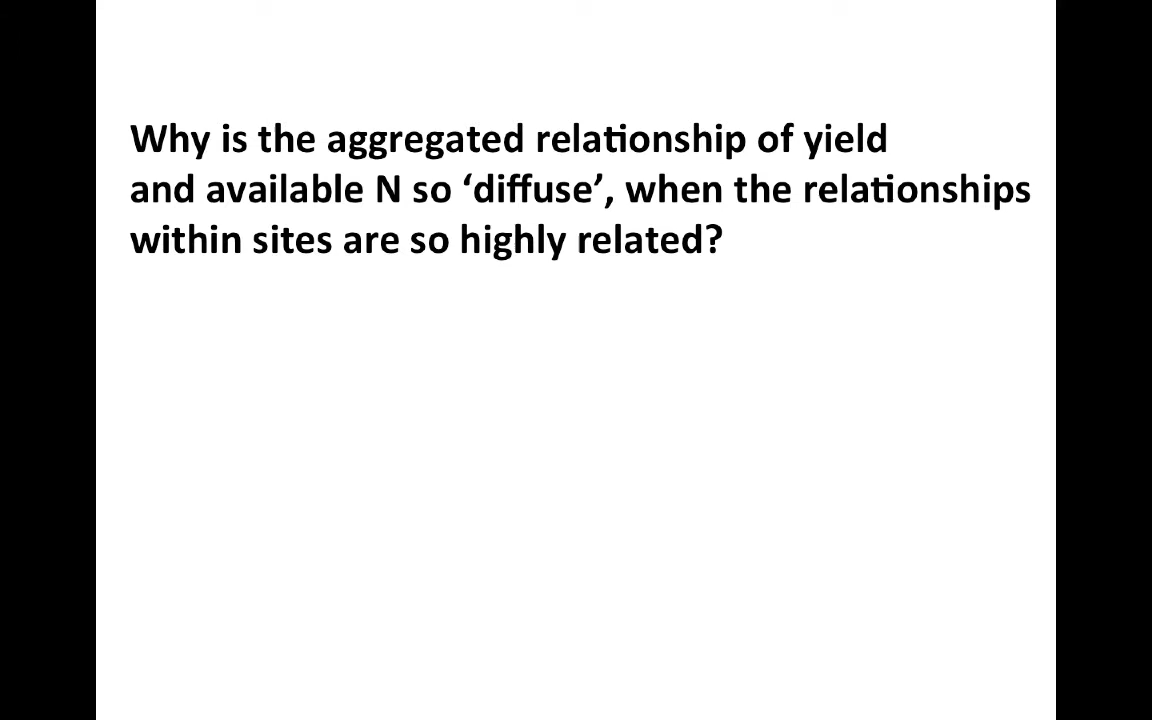 Why is the aggregated relationship of yield
and available N so ‘diffuse’, when the relationships
within sites are so highly related?